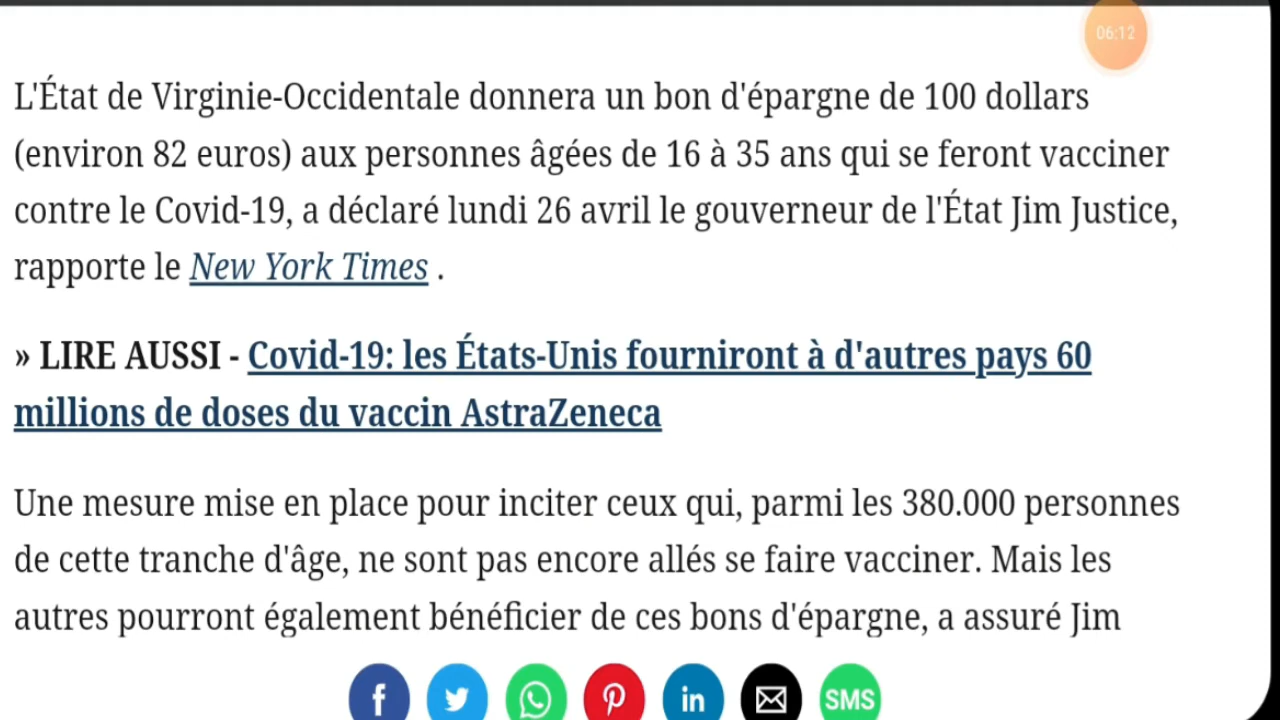 06:12
L'État de Virginie-Occidentale donnera un bon d'épargne de 100 dollars
(environ 82 euros) aux personnes âgées de 16 à 35 ans qui se feront vacciner
contre le Covid-19, a déclaré lundi 26 avril le gouverneur de l'État Jim Justice,
rapporte le New York Times .
» LIRE AUSSI - Covid-19: les États-Unis fourniront à d'autres pays 60
millions de doses du vaccin AstraZeneca
Une mesure mise en place pour inciter ceux qui, parmi les 380.000 personnes
de cette tranche d'âge, ne sont pas encore allés se faire vacciner. Mais les
autres pourront également bénéficier de ces bons d'épargne, a assuré Jim
SMS